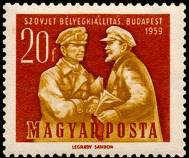 SZOVJET BÉLYEGKIÁLLÍTÁS, BUDAPEST
1959
20f
MAGYAR POSTA
LEGRÁDY SÁNDOR